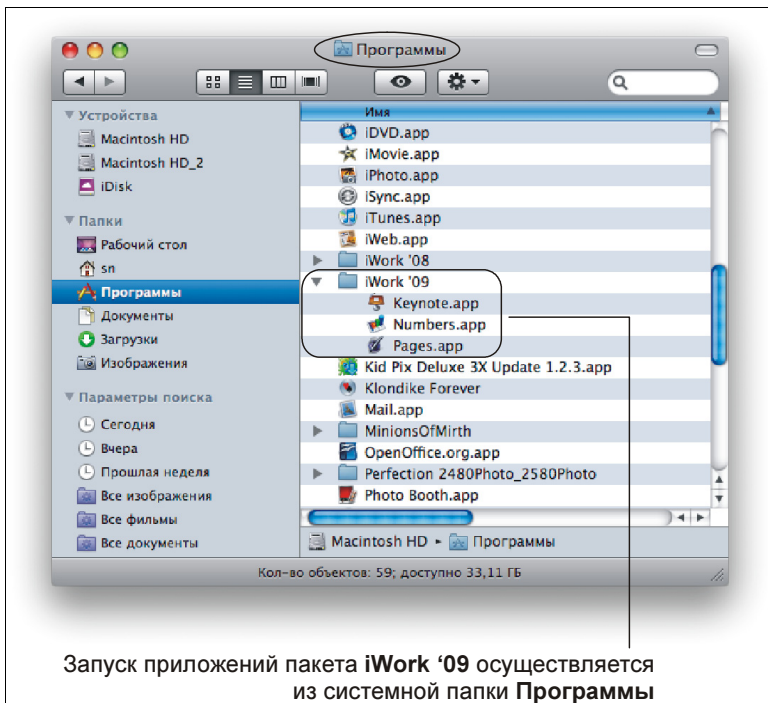 Программы
Устройства
Macintosh HD
Macintosh HD_2
iDisk
Папки
Рабочий стол
sn
Программы
Документы
Загрузки
Изображения
Параметры поиска
Сегодня
Вчера
Прошлая неделя
Все изображения
Все фильмы
Все документы
Имя
iDVD.app
iMovie.app
iPhoto.app
iSync.app
iTunes.app
iWeb.app
iWork '08
iWork '09
Keynote.app
Numbers.app
Pages.app
Kid Pix Deluxe 3X Update 1.2.3.app
Klondike Forever
Mail.app
MinionsOfMirth
OpenOffice.org.app
Perfection 2480Photo_2580Photo
Photo Booth.app
Macintosh HD ▸ Программы
Кол-во объектов: 59; доступно 33,11 ГБ
Запуск приложений пакета iWork ‘09 осуществляется
из системной папки Программы